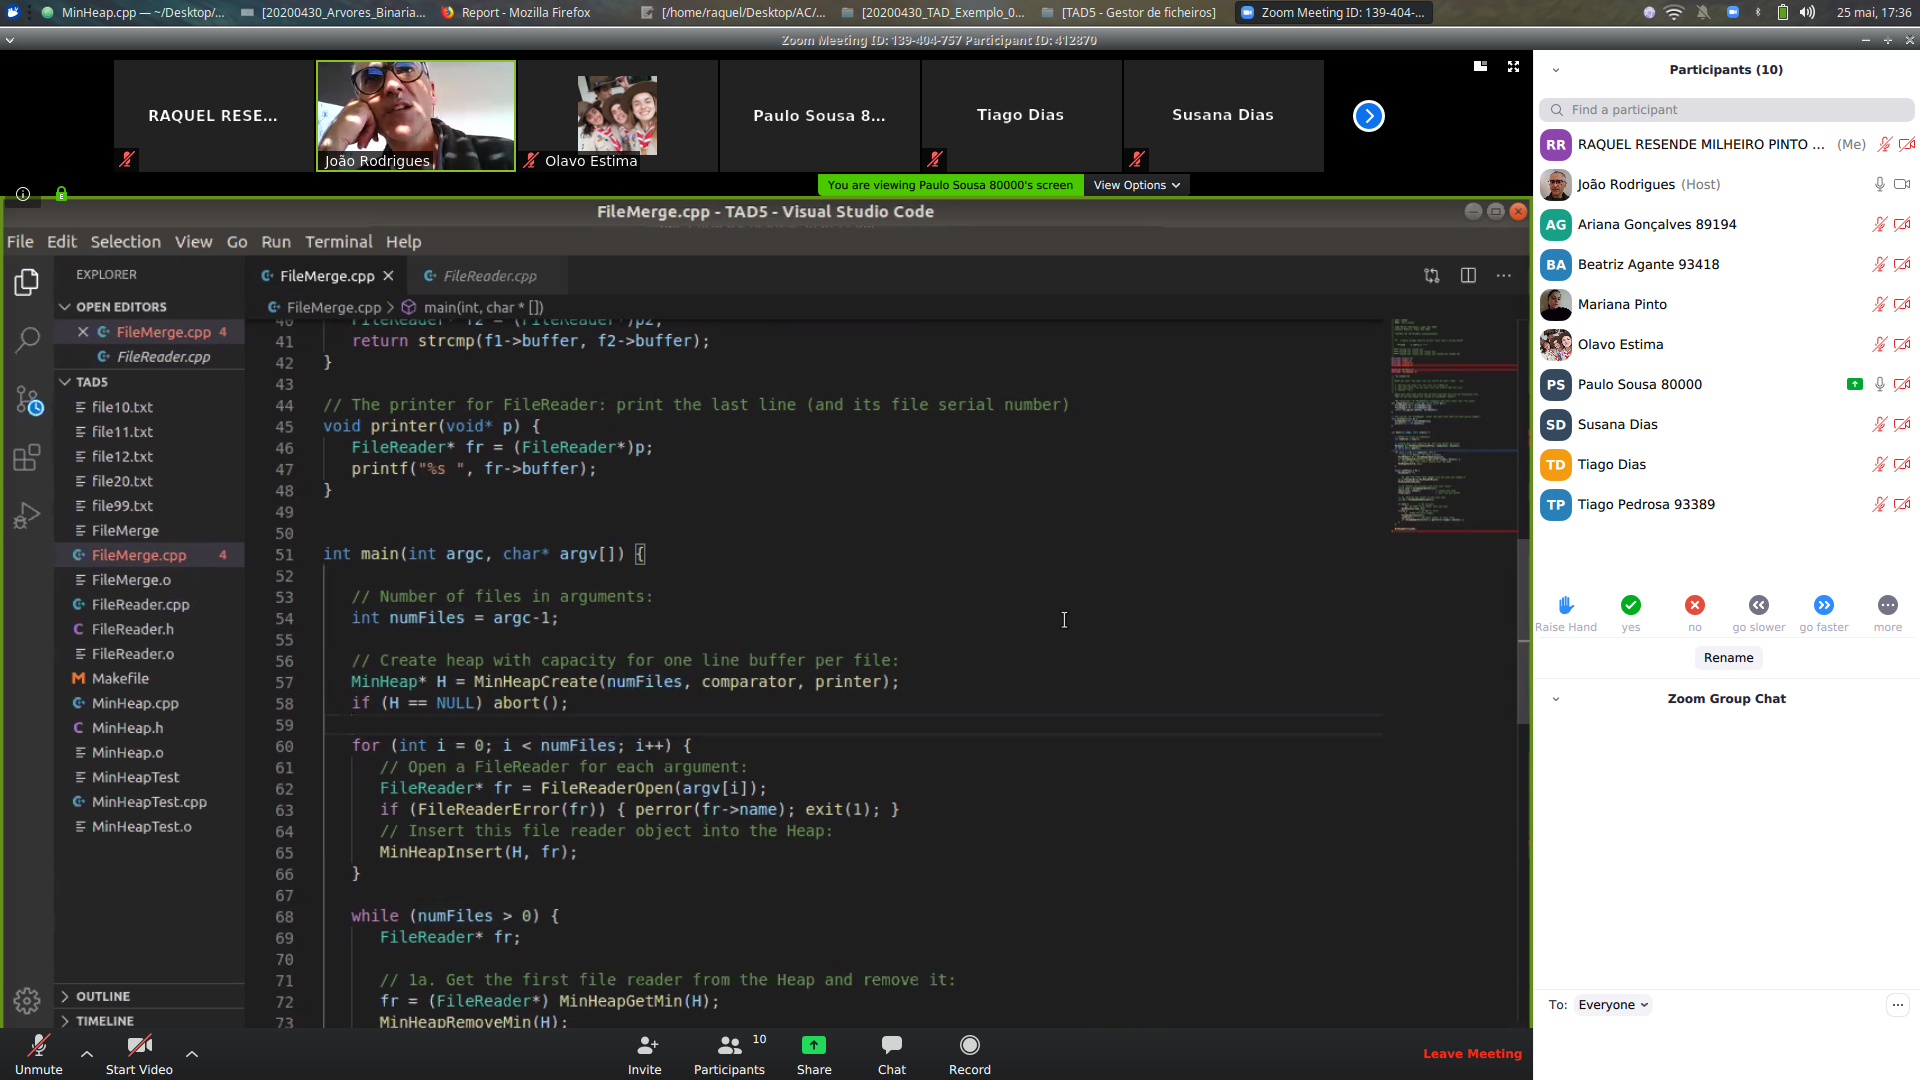 MinHeap.cpp — ~/Desktop/...
[20200430_Arvores_Binaria...
Report - Mozilla Firefox
[/home/raquel/Desktop/AC/...
[20200430_TAD_Exemplo_0...
[TAD5 - Gestor de ficheiros]
Zoom Meeting ID: 139-404-...
25 mai, 17:36
Zoom Meeting ID: 139-404-757 Participant ID: 412870
RAQUEL RESE...
João Rodrigues
Olavo Estima
Paulo Sousa 8...
Tiago Dias
Susana Dias
You are viewing Paulo Sousa 80000's screen
View Options
FileMerge.cpp - TAD5 - Visual Studio Code
File Edit Selection View Go Run Terminal Help
EXPLORER
OPEN EDITORS
FileMerge.cpp 4
FileReader.cpp
TAD5
file10.txt
file11.txt
file12.txt
file20.txt
file99.txt
FileMerge
FileMerge.cpp 4
FileMerge.o
FileReader.cpp
FileReader.h
FileReader.o
Makefile
MinHeap.cpp
MinHeap.h
MinHeap.o
MinHeapTest
MinHeapTest.cpp
MinHeapTest.o
OUTLINE
TIMELINE
FileMerge.cpp
FileReader.cpp
FileMerge.cpp > main(int, char * [])
40 FileReader* f2 = (FileReader*)p2;
41 return strcmp(f1->buffer, f2->buffer);
42 }
43
44 // The printer for FileReader: print the last line (and its file serial number)
45 void printer(void* p) {
46 FileReader* fr = (FileReader*)p;
47 printf("%s ", fr->buffer);
48 }
49
50
51 int main(int argc, char* argv[]) {
52
53 // Number of files in arguments:
54 int numFiles = argc-1;
55
56 // Create heap with capacity for one line buffer per file:
57 MinHeap* H = MinHeapCreate(numFiles, comparator, printer);
58 if (H == NULL) abort();
59
60 for (int i = 0; i < numFiles; i++) {
61 // Open a FileReader for each argument:
62 FileReader* fr = FileReaderOpen(argv[i]);
63 if (FileReaderError(fr)) { perror(fr->name); exit(1); }
64 // Insert this file reader object into the Heap:
65 MinHeapInsert(H, fr);
66 }
67
68 while (numFiles > 0) {
69 FileReader* fr;
70
71 // 1a. Get the first file reader from the Heap and remove it:
72 fr = (FileReader*) MinHeapGetMin(H);
73 MinHeapRemoveMin(H);
Participants (10)
Find a participant
RR RAQUEL RESENDE MILHEIRO PINTO ... (Me)
João Rodrigues (Host)
AG Ariana Gonçalves 89194
BA Beatriz Agante 93418
Mariana Pinto
Olavo Estima
PS Paulo Sousa 80000
SD Susana Dias
TD Tiago Dias
TP Tiago Pedrosa 93389
Raise Hand
yes
no
go slower
go faster
more
Rename
Zoom Group Chat
To: Everyone
Unmute
Start Video
Invite
Participants 10
Share
Chat
Record
Leave Meeting